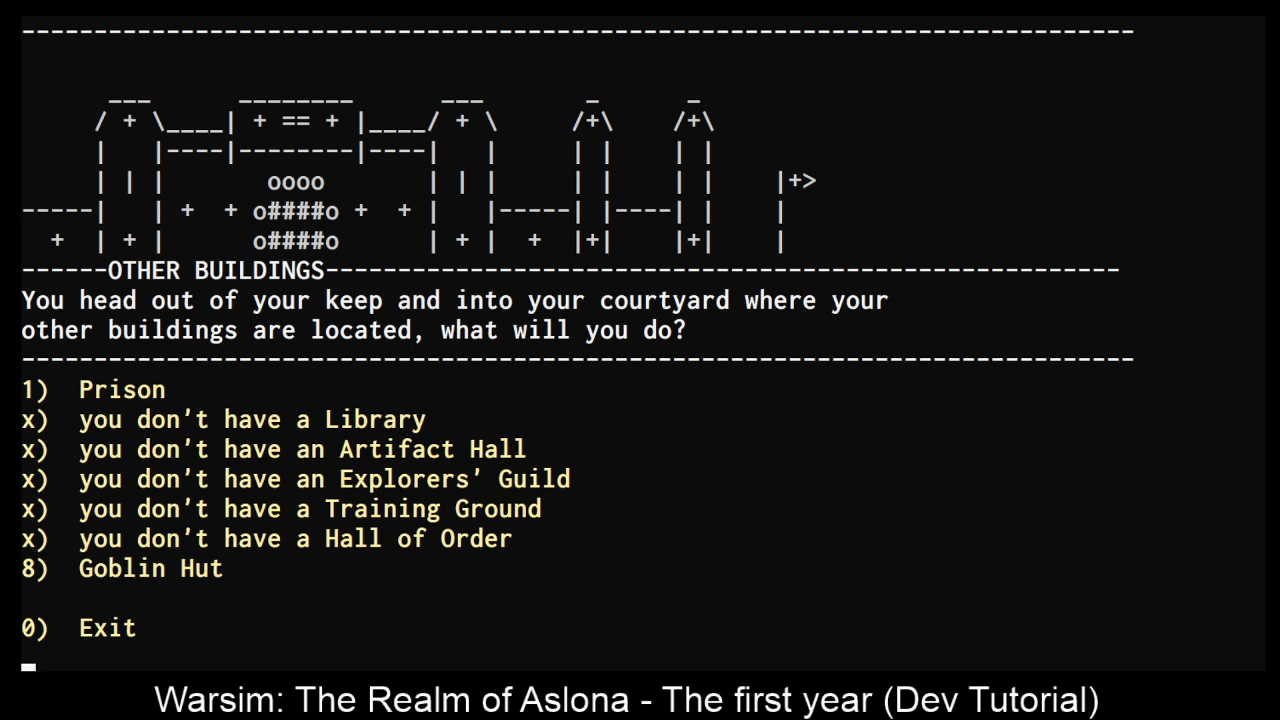 ------OTHER BUILDINGS-------------------------------------------------------
You head out of your keep and into your courtyard where your
other buildings are located, what will you do?
1) Prison
x) you don't have a Library
x) you don't have an Artifact Hall
x) you don't have an Explorers' Guild
x) you don't have a Training Ground
x) you don't have a Hall of Order
8) Goblin Hut
0) Exit
Warsim: The Realm of Aslona - The first year (Dev Tutorial)